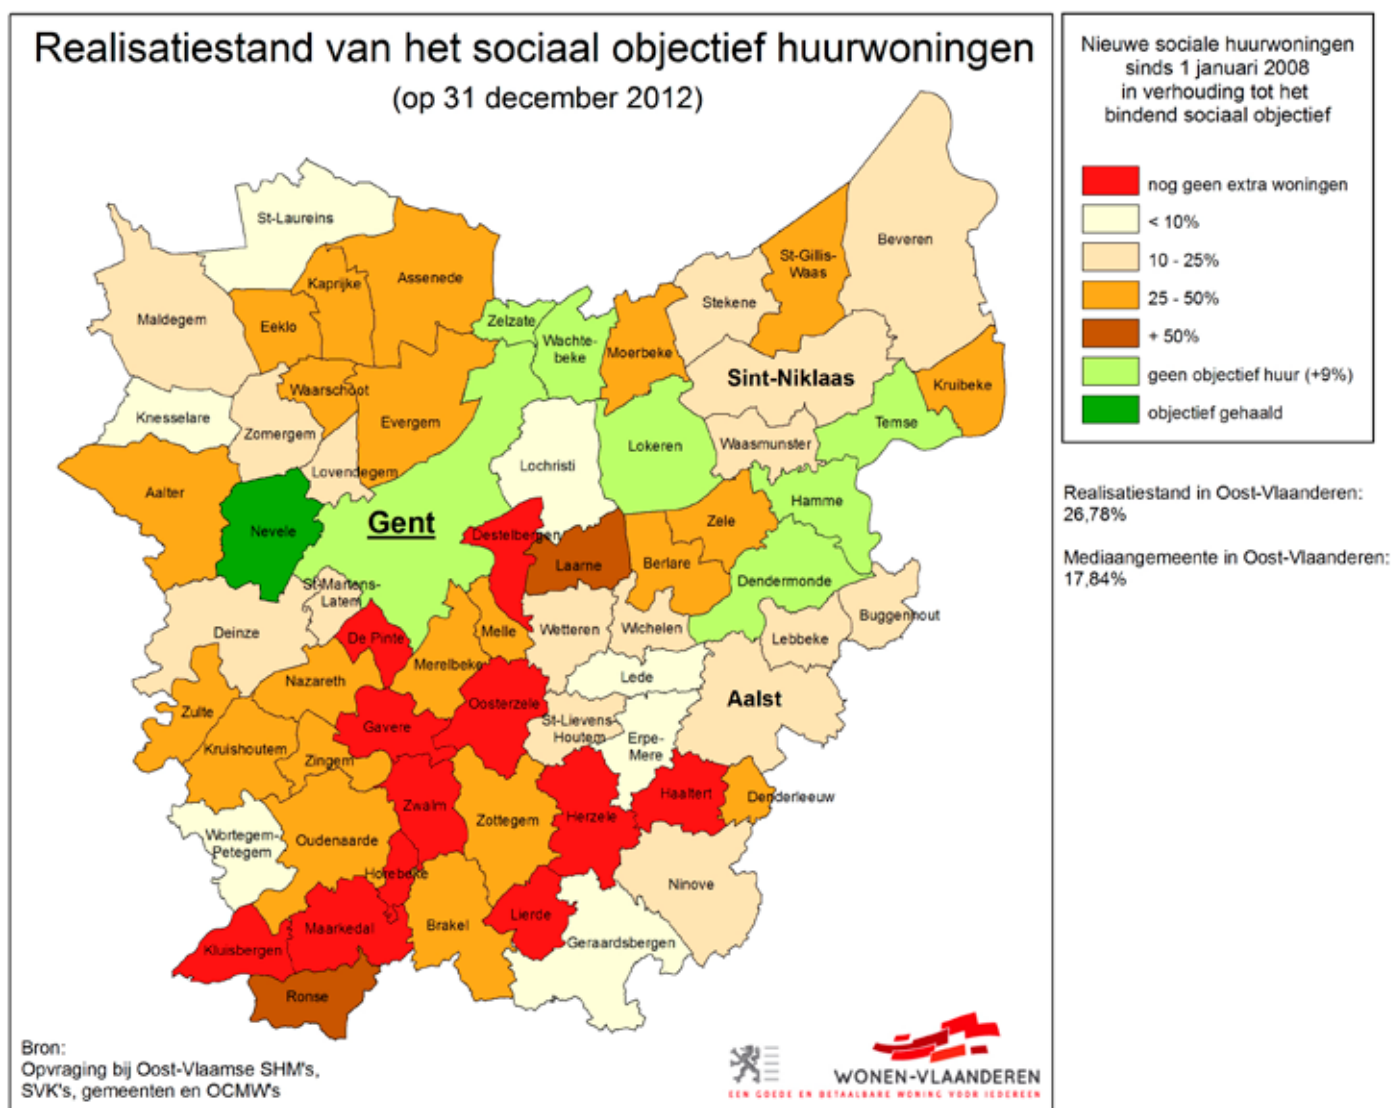 Realisatiestand van het sociaal objectief huurwoningen
(op 31 december 2012)
Nieuwe sociale huurwoningen
sinds 1 januari 2008
in verhouding tot het
bindend sociaal objectief
nog geen extra woningen
< 10%
10 - 25%
25 - 50%
+ 50%
geen objectief huur (+9%)
objectief gehaald
Realisatiestand in Oost-Vlaanderen:
26,78%
Mediaangemeente in Oost-Vlaanderen:
17,84%
St-Laureins
Beveren
St-Gillis-
Waas
Assenede
Kaprijke
Stekene
Maldegem
Eeklo
Zelzate
Wachte-
beke
Moerbeke
Sint-Niklaas
Kruibeke
Waarschoot
Knesselare
Evergem
Temse
Zomergem
Lokeren
Waasmunster
Lochristi
Lovendegem
Aalter
Hamme
Gent
Zele
Nevele
Destelbergen
Laarne
Berlare
Dendermonde
St-Martens-
Latem
Buggenhout
Deinze
De Pinte
Melle
Wetteren
Wichelen
Lebbeke
Merelbeke
Lede
Nazareth
Aalst
Oosterzele
Zulte
Gavere
St-Lievens-
Houtem
Erpe-
Mere
Kruishoutem
Zingem
Haaltert
Denderleeuw
Zwalm
Herzele
Zottegem
Wortegem-
Petegem
Oudenaarde
Horebeke
Ninove
Lierde
Brakel
Maarkedal
Geraardsbergen
Kluisbergen
Ronse
Bron:
Opvraging bij Oost-Vlaamse SHM's,
SVK's, gemeenten en OCMW's
WONEN-VLAANDEREN
EEN GOEDE EN BETAALBARE WONING VOOR IEDEREEN